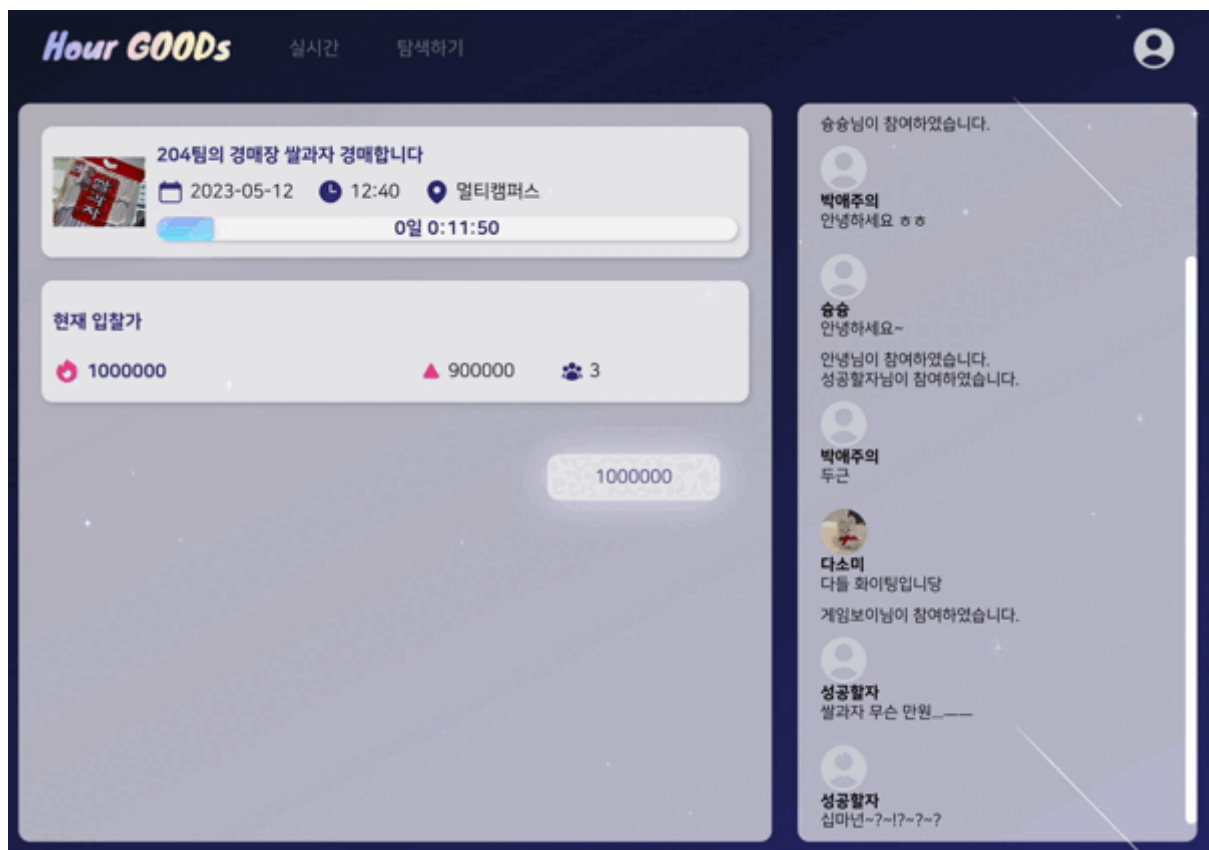 Hour GOODs
실시간
탐색하기
204팀의 경매장 쌀과자 경매합니다
2023-05-12
12:40
멀티캠퍼스
0일 0:11:50
현재 입찰가
1000000
900000
3
1000000
슝슝님이 참여하였습니다.
박애주의
안녕하세요 ㅎㅎ
슝슝
안녕하세요~
안녕님이 참여하였습니다.
성공할자님이 참여하였습니다.
박애주의
두근
다소미
다들 화이팅입니당
게임보이님이 참여하였습니다.
성공할자
쌀과자 무슨 만원...ㅡㅡ
성공할자
십마넌~?~!?~?~?